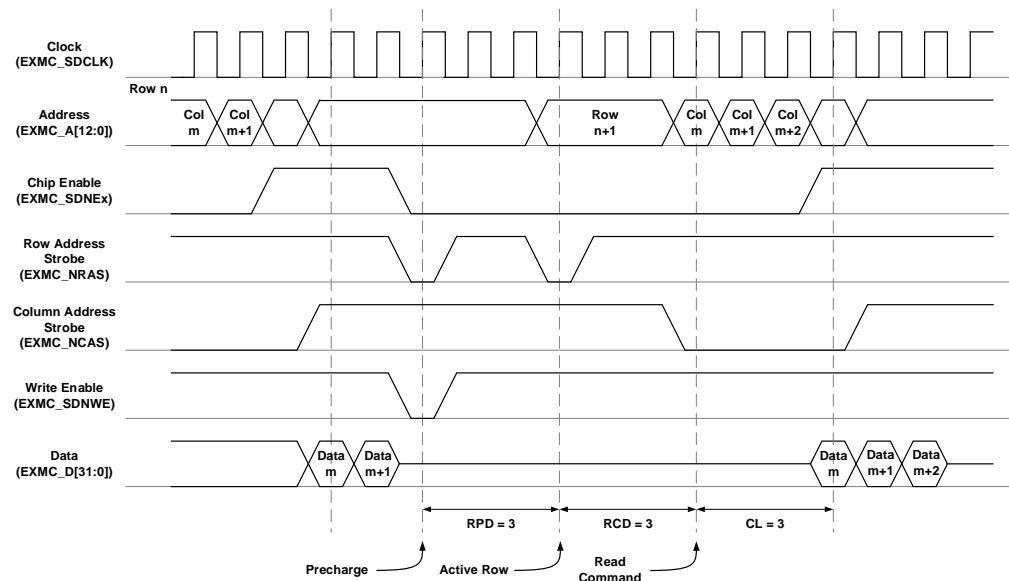 Clock
(EXMC_SDCLK)
Row n
Address
(EXMC_A[12:0])
Col
m
Col
m+1
Row
n+1
Col
m
Col
m+1
Col
m+2
Chip Enable
(EXMC_SDNEx)
Row Address
Strobe
(EXMC_NRAS)
Column Address
Strobe
(EXMC_NCAS)
Write Enable
(EXMC_SDNWE)
Data
(EXMC_D[31:0])
Data
m
Data
m+1
Data
m
Data
m+1
Data
m+2
RPD = 3
RCD = 3
CL = 3
Precharge
Active Row
Read
Command